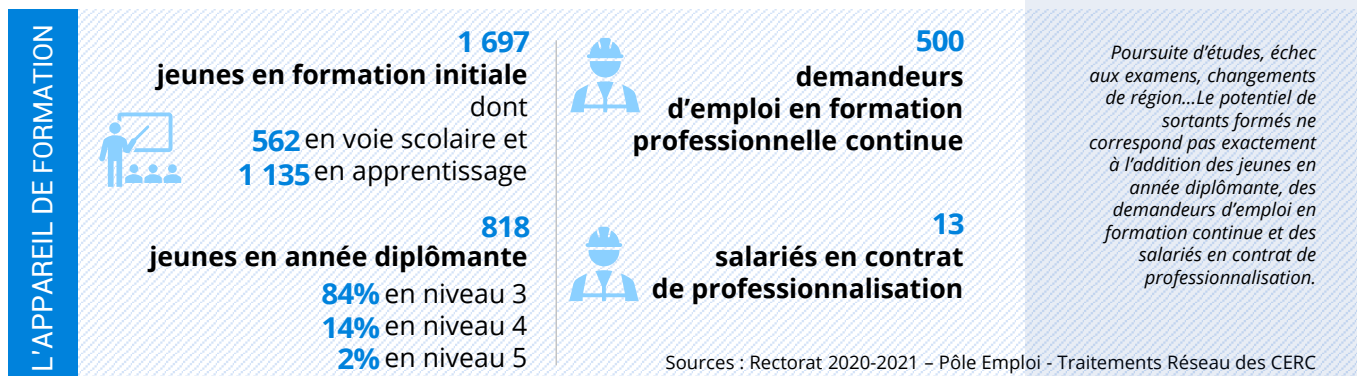 L'APPAREIL DE FORMATION
1 697
jeunes en formation initiale
dont
562 en voie scolaire et
1 135 en apprentissage
818
jeunes en année diplômante
84% en niveau 3
14% en niveau 4
2% en niveau 5
500
demandeurs
d'emploi en formation
professionnelle continue
13
salariés en contrat
de professionnalisation
Poursuite d'études, échec
aux examens, changements
de région...Le potentiel de
sortants formés ne
correspond pas exactement
à l'addition des jeunes en
année diplômante, des
demandeurs d'emploi en
formation continue et des
salariés en contrat de
professionnalisation.
Sources : Rectorat 2020-2021 – Pôle Emploi - Traitements Réseau des CERC